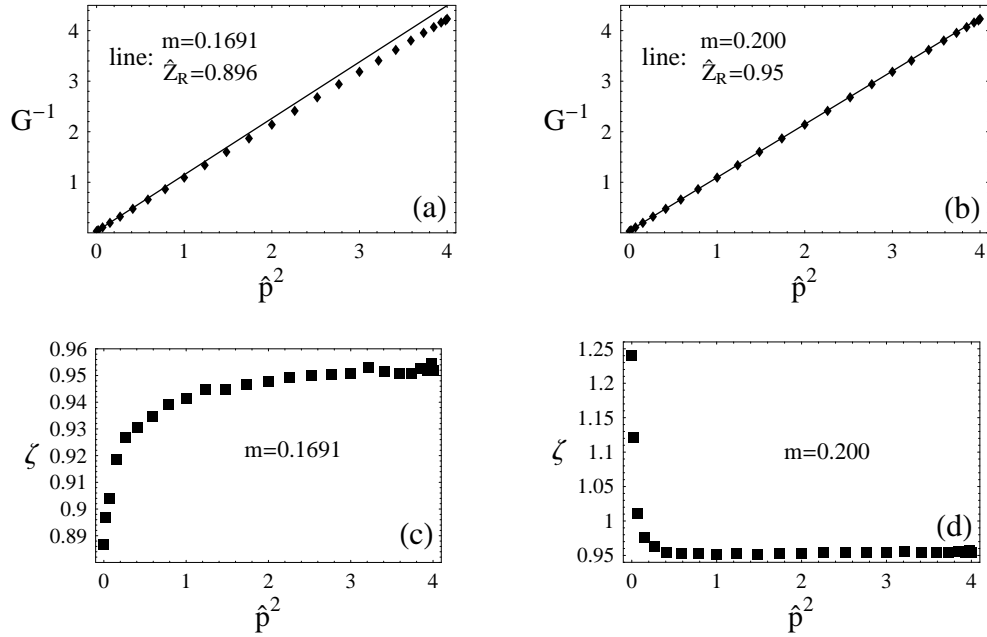 4
3
2
1
G⁻¹
line:
m=0.1691
Ẑ_R=0.896
(a)
0 1 2 3 4
p̂²
4
3
2
1
G⁻¹
line:
m=0.200
Ẑ_R=0.95
(b)
0 1 2 3 4
p̂²
0.96
0.95
0.94
0.93
0.92
0.91
0.9
0.89
ζ
m=0.1691
(c)
0 1 2 3 4
p̂²
1.25
1.2
1.15
1.1
1.05
1
0.95
ζ
m=0.200
(d)
0 1 2 3 4
p̂²